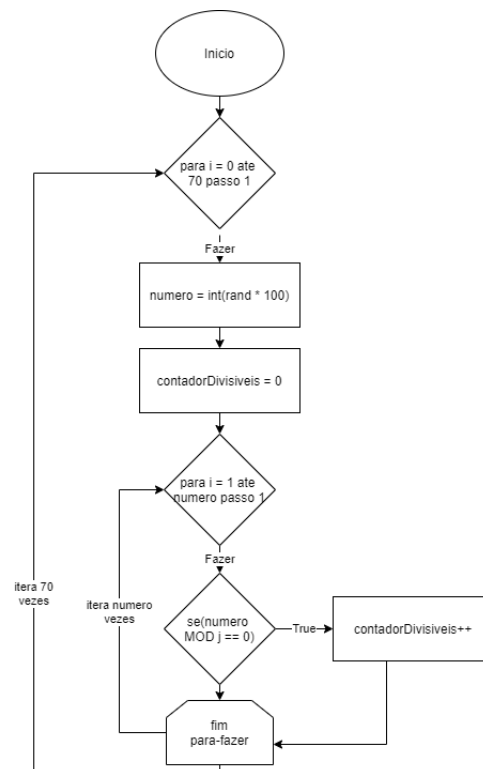 Inicio
para i = 0 ate
70 passo 1
Fazer
numero = int(rand * 100)
contadorDivisiveis = 0
para i = 1 ate
numero passo 1
Fazer
itera 70
vezes
itera numero
vezes
se(numero
MOD j == 0)
True
contadorDivisiveis++
fim
para-fazer